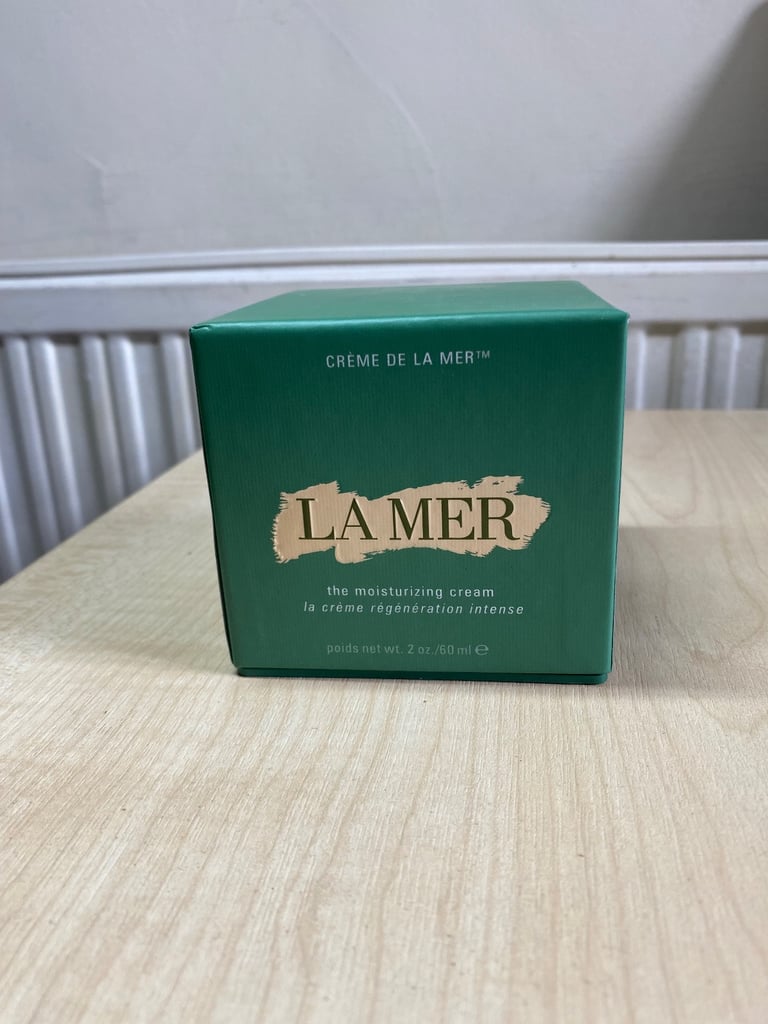 CRÈME DE LA MER™
LA MER
the moisturizing cream
la crème régénération intense
poids net wt. 2 oz./60 ml ℮